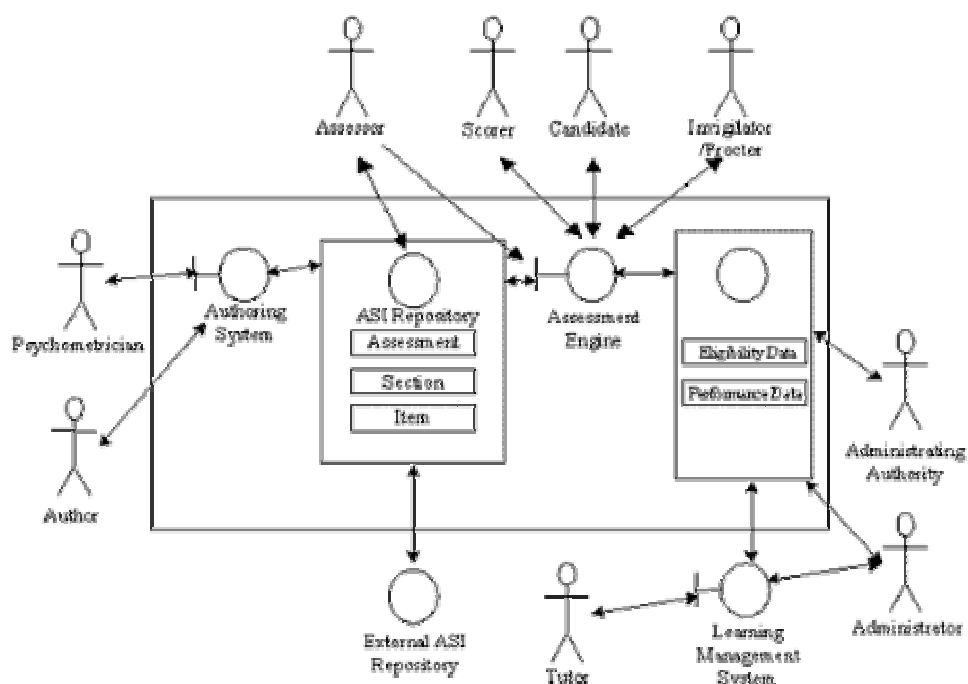 Assessor
Scorer
Candidate
Invigilator
/Proctor
Psychometrician
Authoring
System
ASI Repository
Assessment
Section
Item
Assessment
Engine
Eligibility Data
Performance Data
Administrating
Authority
Author
External ASI
Repository
Tutor
Learning
Management
System
Administrator